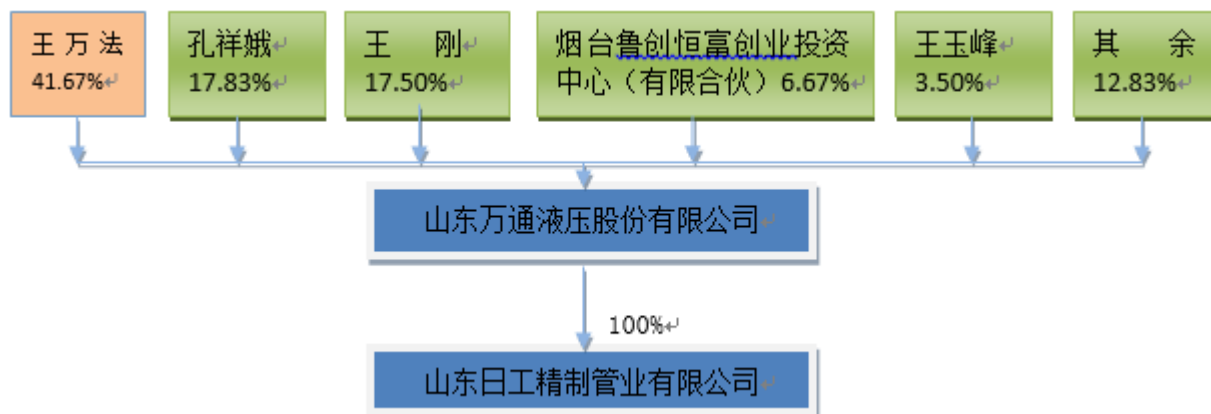 王万法
41.67%
孔祥娥
17.83%
王 刚
17.50%
烟台鲁创恒富创业投资
中心（有限合伙）6.67%
王玉峰
3.50%
其 余
12.83%
山东万通液压股份有限公司
100%
山东日工精制管业有限公司